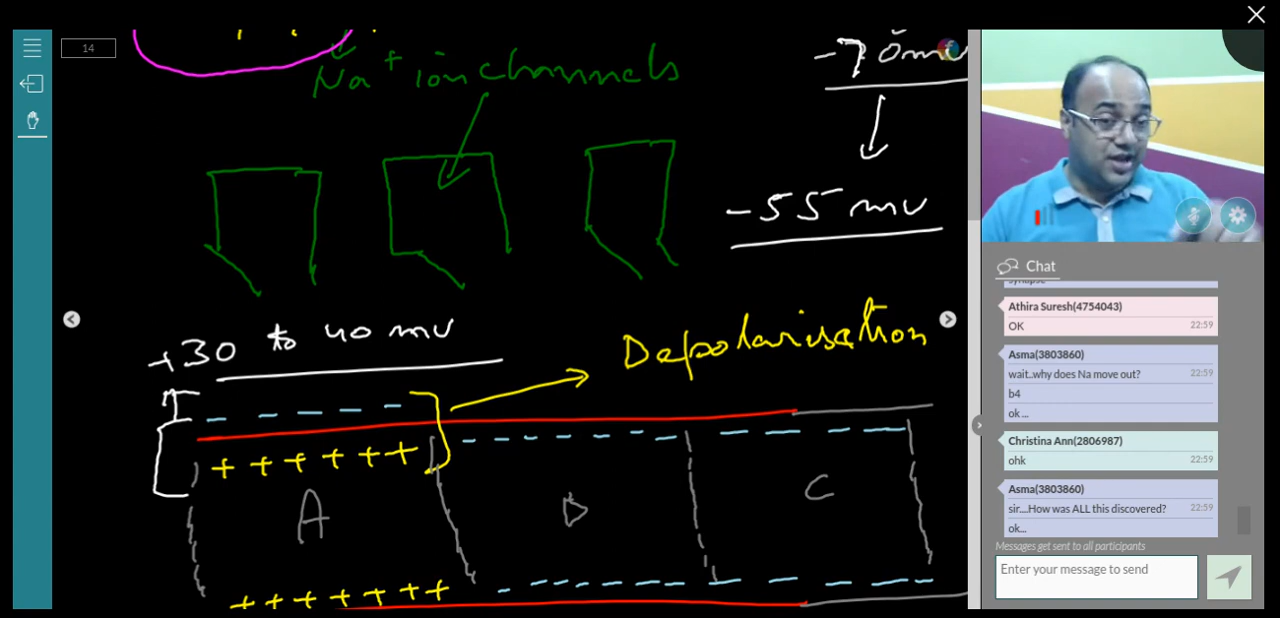 14
Na+ ion channels
-70mv
-55 mv
+30 to 40 mv
Depolarisation
A
B
C
Chat
synapse
Athira Suresh(4754043)
OK 22:59
Asma(3803860)
wait..why does Na move out? 22:59
b4
ok ...
Christina Ann(2806987)
ohk 22:59
Asma(3803860)
sir....How was ALL this discovered? 22:59
ok...
Messages get sent to all participants
Enter your message to send